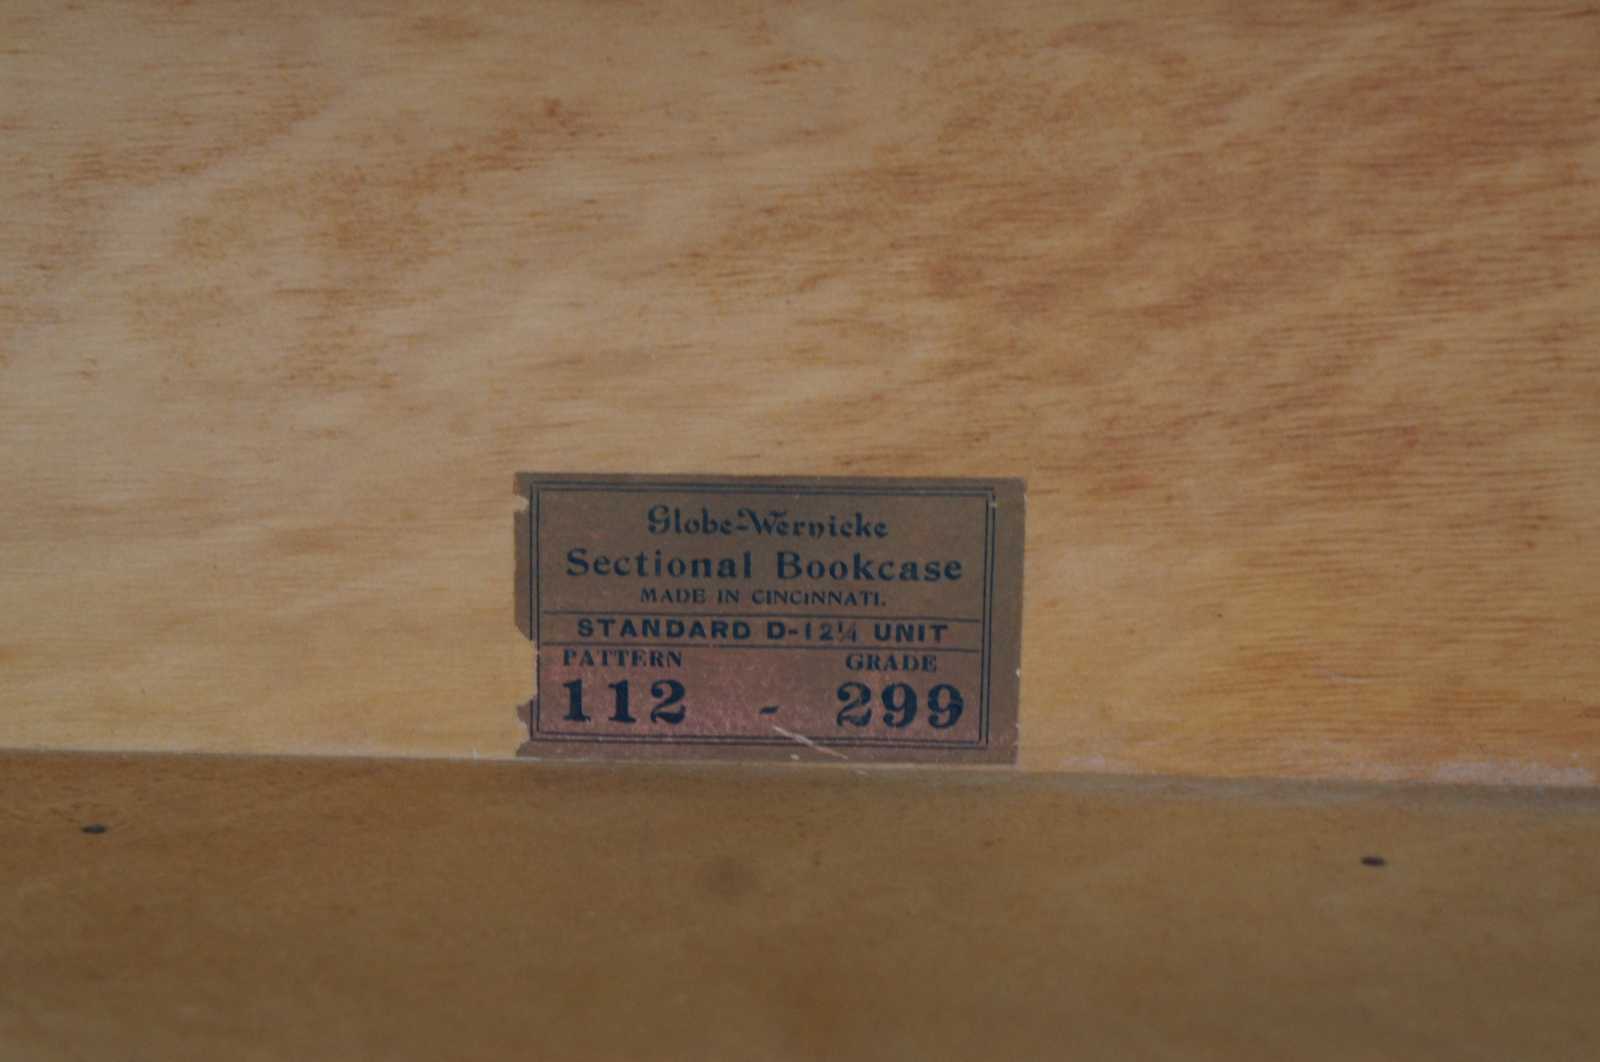 Globe-Wernicke
Sectional Bookcase
MADE IN CINCINNATI.
STANDARD D-12¼ UNIT
PATTERN GRADE
112 - 299